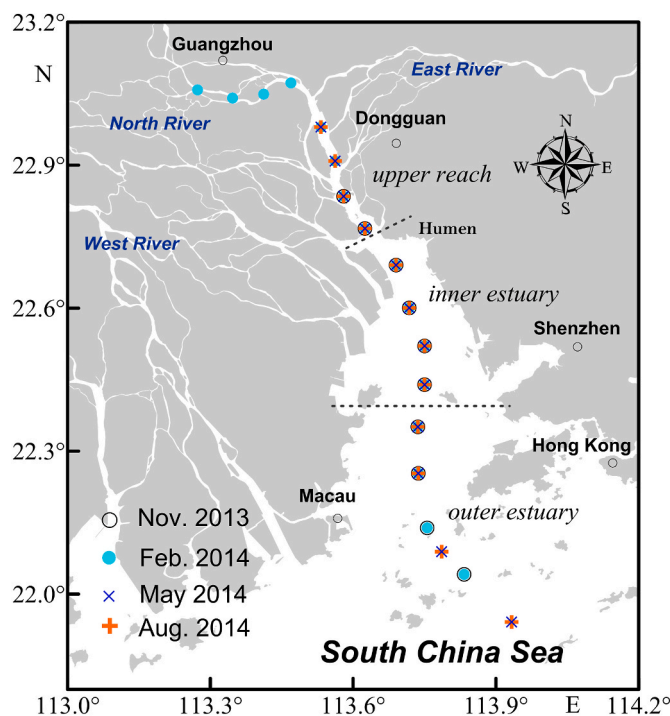 23.2°
Guangzhou
N
East River
North River
Dongguan
N
22.9°
W
E
upper reach
S
Humen
West River
inner estuary
22.6°
Shenzhen
22.3°
Hong Kong
Macau
outer estuary
Nov. 2013
Feb. 2014
May 2014
22.0°
Aug. 2014
South China Sea
113.0° 113.3° 113.6° 113.9° E 114.2°